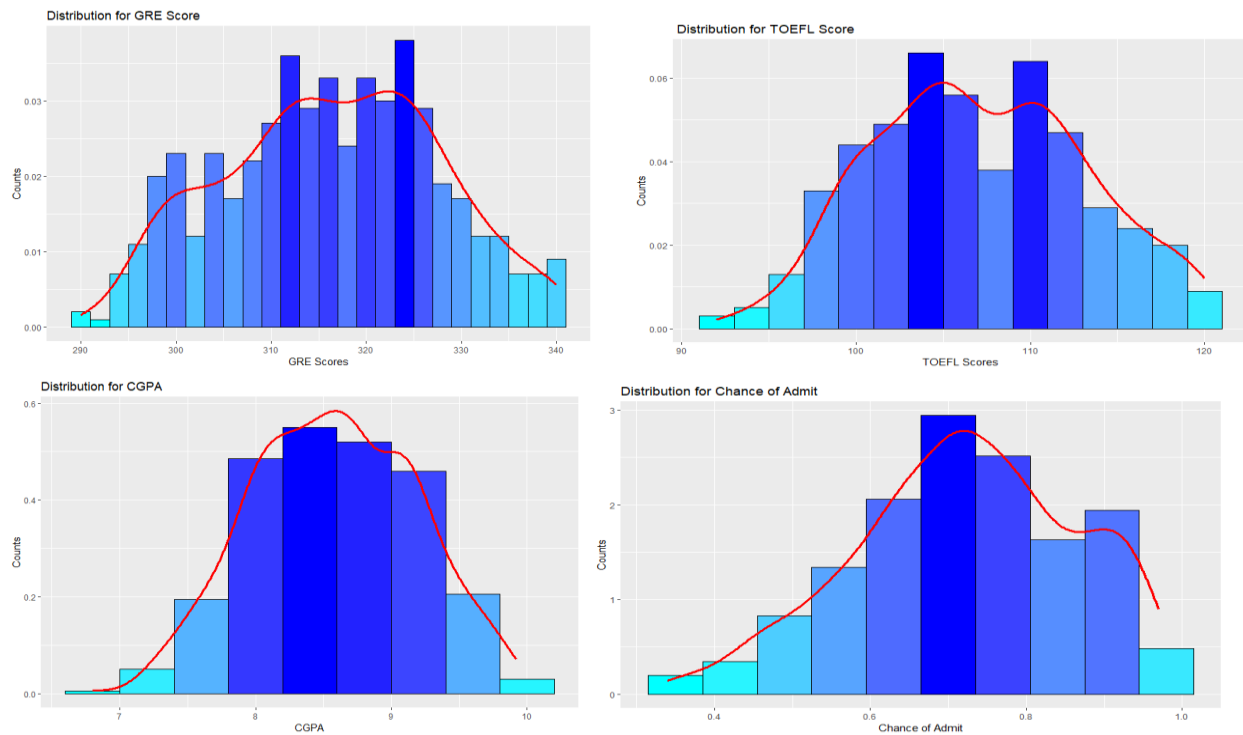 Distribution for GRE Score
Counts
0.03
0.02
0.01
0.00
290 300 310 320 330 340
GRE Scores
Distribution for TOEFL Score
Counts
0.06
0.04
0.02
0.00
90 100 110 120
TOEFL Scores
Distribution for CGPA
Counts
0.6
0.4
0.2
0.0
7 8 9 10
CGPA
Distribution for Chance of Admit
Counts
3
2
1
0
0.4 0.6 0.8 1.0
Chance of Admit